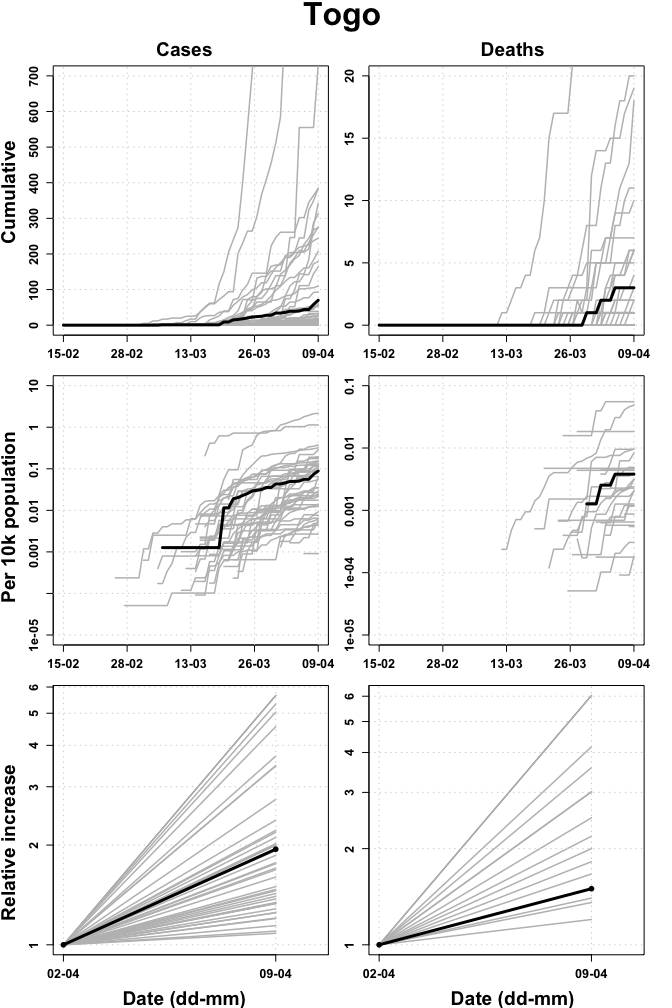 Togo
Cases
Deaths
Cumulative
700
600
500
400
300
200
100
0
15-02 28-02 13-03 26-03 09-04
20
15
10
5
0
15-02 28-02 13-03 26-03 09-04
Per 10k population
10
1
0.1
0.01
0.001
1e-05
15-02 28-02 13-03 26-03 09-04
0.1
0.01
0.001
1e-04
1e-05
15-02 28-02 13-03 26-03 09-04
Relative increase
6
5
4
3
2
1
02-04 09-04
Date (dd-mm)
6
5
4
3
2
1
02-04 09-04
Date (dd-mm)